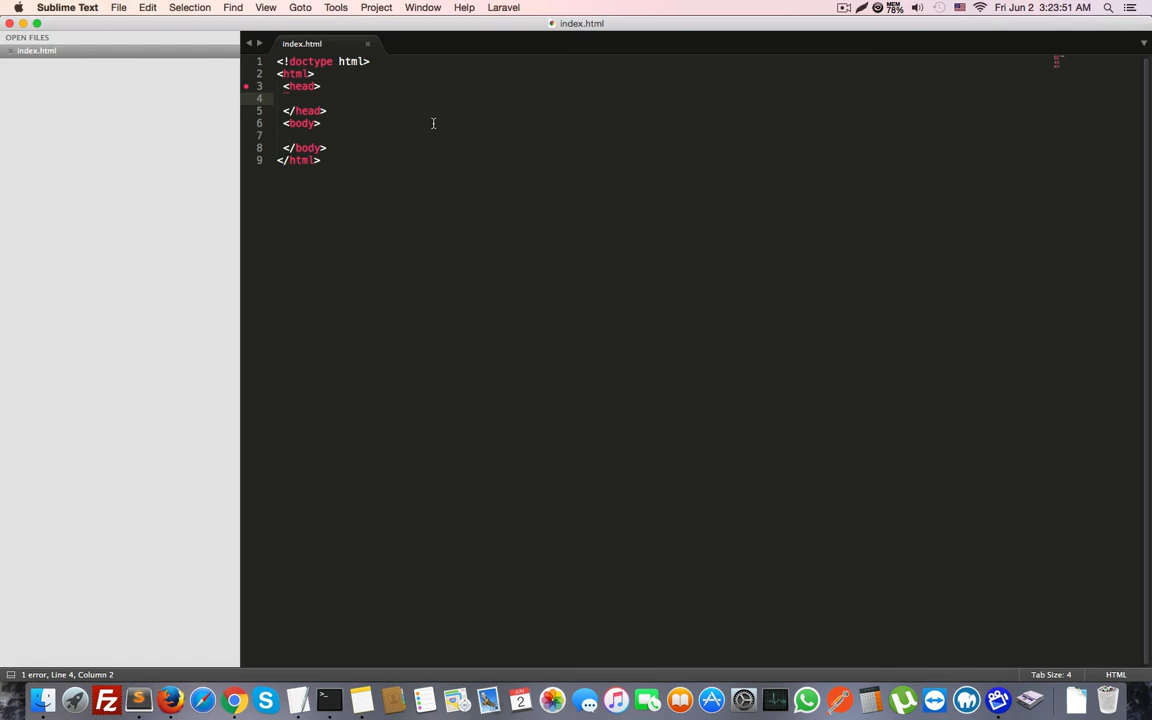 Sublime Text File Edit Selection Find View Goto Tools Project Window Help Laravel MEM 78% Fri Jun 2 3:23:51 AM
index.html
OPEN FILES
index.html
index.html
1 <!doctype html>
2 <html>
3 <head>
4
5 </head>
6 <body>
7
8 </body>
9 </html>
1 error, Line 4, Column 2 Tab Size: 4 HTML